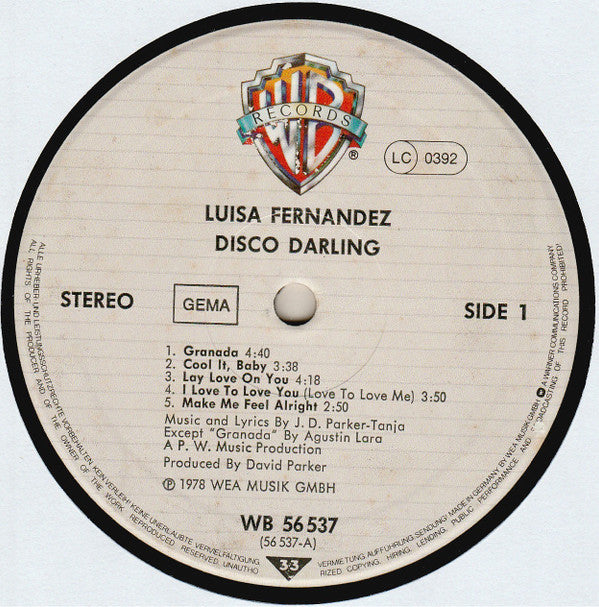 WB
RECORDS
®
LC 0392
LUISA FERNANDEZ
DISCO DARLING
STEREO
GEMA
SIDE 1
1. Granada 4:40
2. Cool It, Baby 3:38
3. Lay Love On You 4:18
4. I Love To Love You (Love To Love Me) 3:50
5. Make Me Feel Alright 2:50
Music and Lyrics By J. D. Parker-Tanja
Except "Granada" By Agustin Lara
A P. W. Music Production
Produced By David Parker
℗ 1978 WEA MUSIK GMBH
WB 56 537
(56 537-A)
33
ALLE URHEBER- UND LEISTUNGSSCHUTZRECHTE VORBEHALTEN. KEIN VERLEIH! KEINE UNERLAUBTE VERVIELFÄLTIGUNG, VERMIETUNG, AUFFÜHRUNG, SENDUNG! MADE IN GERMANY BY WEA MUSIK GMBH A WARNER COMMUNICATIONS COMPANY
ALL RIGHTS OF THE PRODUCER AND OF THE OWNER OF THE WORK REPRODUCED RESERVED. UNAUTHORIZED COPYING, HIRING, LENDING, PUBLIC PERFORMANCE AND BROADCASTING OF THIS RECORD PROHIBITED!